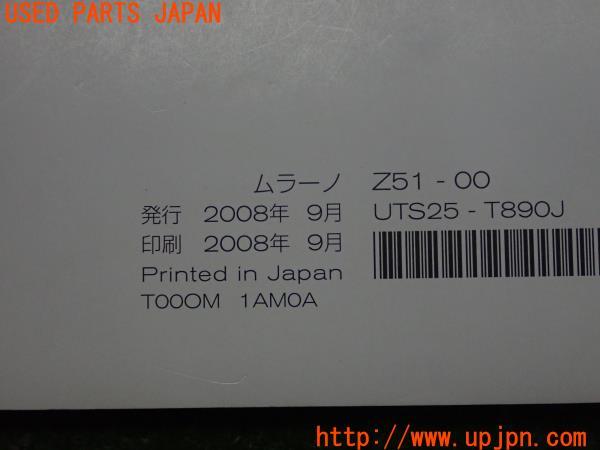 USED PARTS JAPAN
ムラーノ Z51 - 00
発行 2008年 9月 UTS25 - T890J
印刷 2008年 9月
Printed in Japan
T00OM 1AM0A
http://www.upjpn.com/